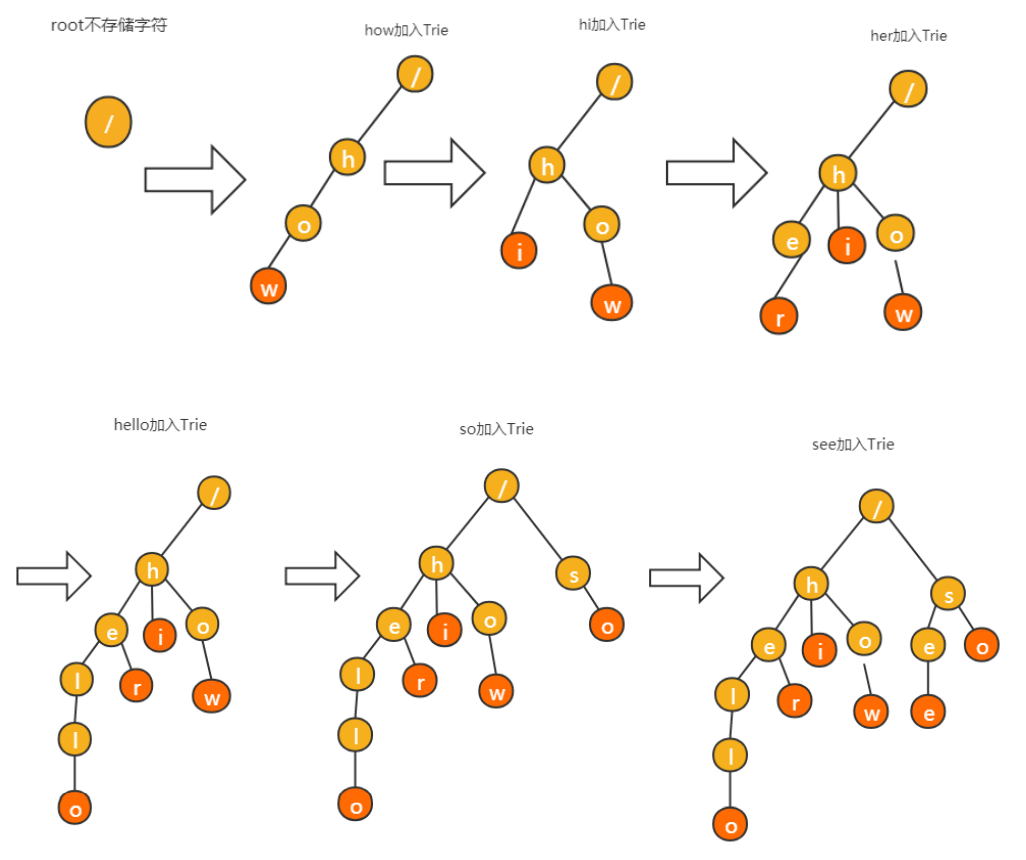 root不存储字符
how加入Trie
hi加入Trie
her加入Trie
/
/
h
o
w
/
h
i
o
w
/
h
e
i
o
r
w
hello加入Trie
so加入Trie
see加入Trie
/
h
e
i
o
l
r
w
l
o
/
h
s
e
i
o
o
l
r
w
l
o
/
h
s
e
i
o
e
o
l
r
w
e
l
o